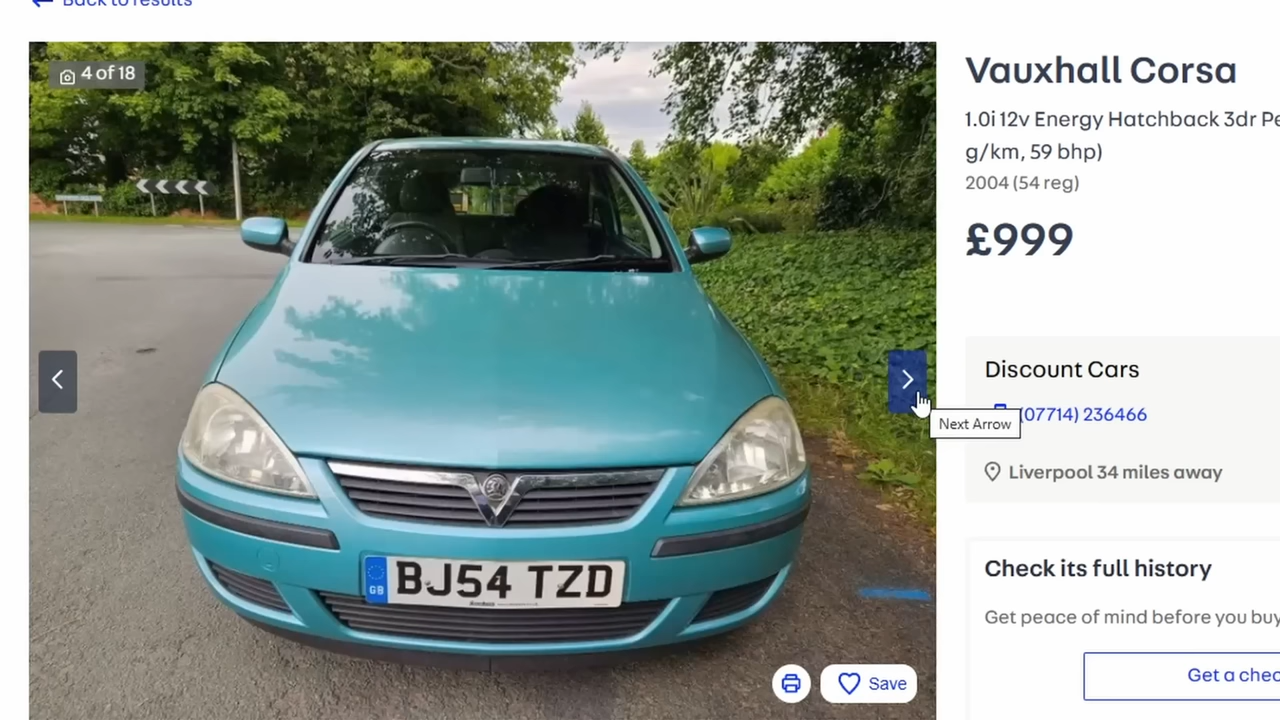 Back to results
4 of 18
Vauxhall Corsa
1.0i 12v Energy Hatchback 3dr Pe
g/km, 59 bhp)
2004 (54 reg)
£999
Discount Cars
(07714) 236466
Next Arrow
Liverpool 34 miles away
Check its full history
Get peace of mind before you buy
Get a chec
GB
BJ54 TZD
Save